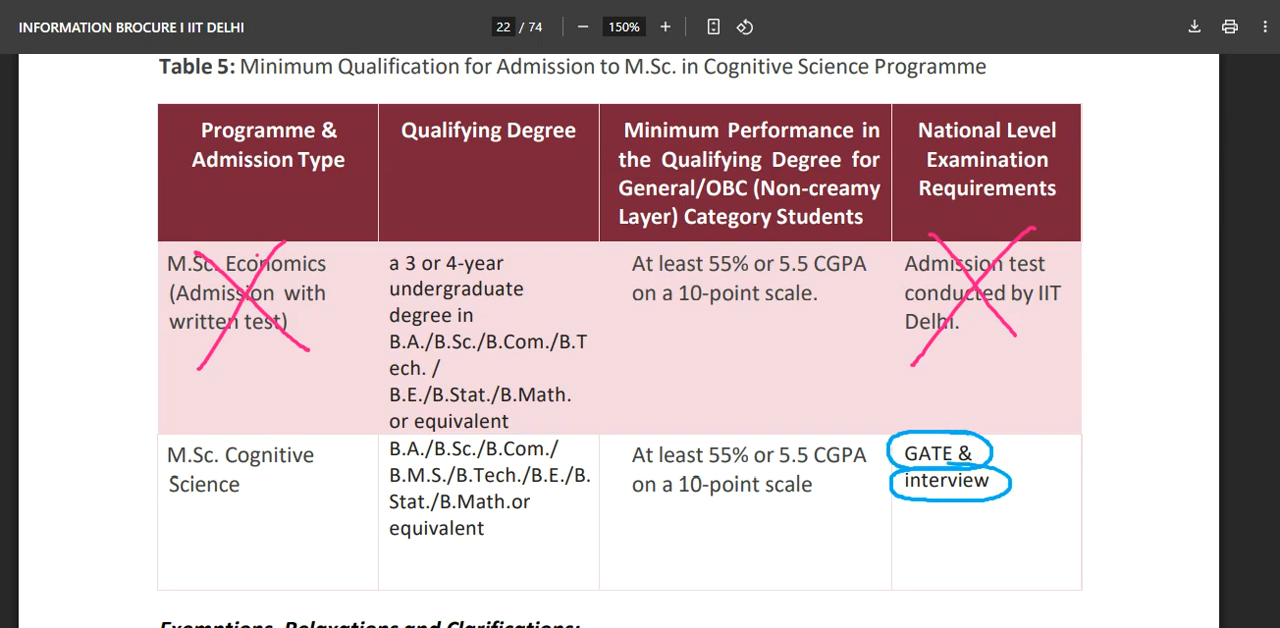 INFORMATION BROCURE I IIT DELHI
22 / 74
150%
Table 5: Minimum Qualification for Admission to M.Sc. in Cognitive Science Programme
Programme &
Admission Type
Qualifying Degree
Minimum Performance in
the Qualifying Degree for
General/OBC (Non-creamy
Layer) Category Students
National Level
Examination
Requirements
M.Sc. Economics
(Admission with
written test)
a 3 or 4-year
undergraduate
degree in
B.A./B.Sc./B.Com./B.T
ech. /
B.E./B.Stat./B.Math.
or equivalent
At least 55% or 5.5 CGPA
on a 10-point scale.
Admission test
conducted by IIT
Delhi.
M.Sc. Cognitive
Science
B.A./B.Sc./B.Com./
B.M.S./B.Tech./B.E./B.
Stat./B.Math.or
equivalent
At least 55% or 5.5 CGPA
on a 10-point scale
GATE &
interview
Exemptions, Relaxations and Clarifications: